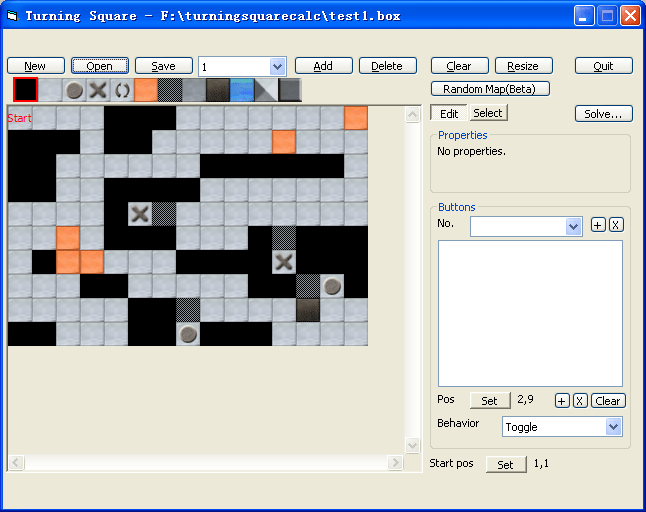 Turning Square - F:\turningsquarecalc\test1.box
New Open Save 1 Add Delete Clear Resize Quit
Random Map(Beta)
Edit Select Solve...
Start
Properties
No properties.
Buttons
No. + X
Pos Set 2,9 + X Clear
Behavior Toggle
Start pos Set 1,1